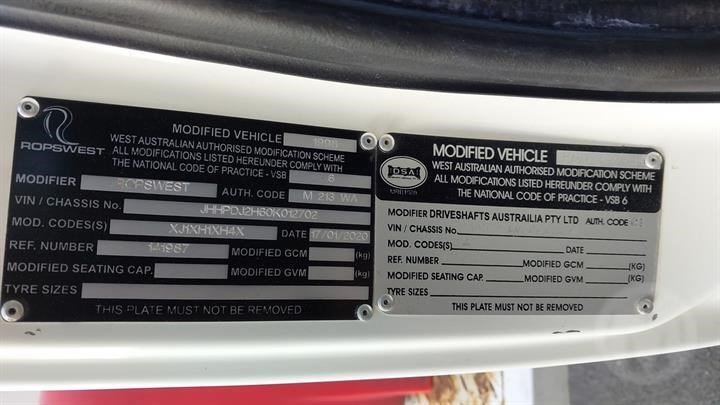 ROPSWEST
MODIFIED VEHICLE
WEST AUSTRALIAN AUTHORISED MODIFICATION SCHEME
ALL MODIFICATIONS LISTED HEREUNDER COMPLY WITH
THE NATIONAL CODE OF PRACTICE - VSB 6
MODIFIER ROPSWEST AUTH. CODE M 213 WA
VIN / CHASSIS No. JHHPDJ2H60K012702
MOD. CODES(s) XJ1XH1XH4X DATE 17/01/2020
REF. NUMBER 141987 MODIFIED GCM (kg)
MODIFIED SEATING CAP. MODIFIED GVM (kg)
TYRE SIZES
THIS PLATE MUST NOT BE REMOVED
DSA
MODIFIED VEHICLE
WEST AUSTRALIAN AUTHORISED MODIFICATION SCHEME
ALL MODIFICATIONS LISTED HEREUNDER COMPLY WITH
THE NATIONAL CODE OF PRACTICE - VSB 6
MODIFIER DRIVESHAFTS AUSTRAILIA PTY LTD AUTH. CODE
VIN / CHASSIS No.
MOD. CODES(s) DATE
REF. NUMBER MODIFIED GCM (KG)
MODIFIED SEATING CAP. MODIFIED GVM (KG)
TYRE SIZES
THIS PLATE MUST NOT BE REMOVED